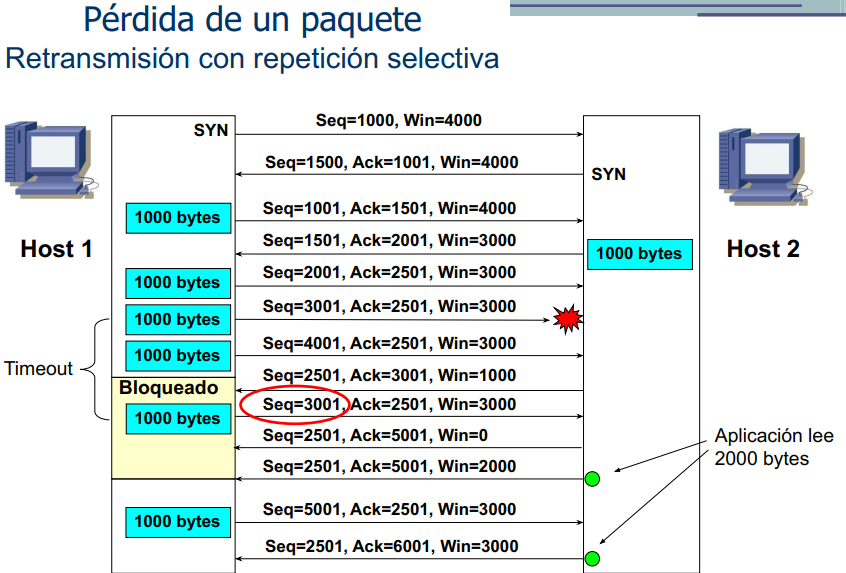 Pérdida de un paquete
Retransmisión con repetición selectiva
SYN
Seq=1000, Win=4000
Seq=1500, Ack=1001, Win=4000
SYN
1000 bytes
Seq=1001, Ack=1501, Win=4000
Host 1
Seq=1501, Ack=2001, Win=3000
1000 bytes
Host 2
1000 bytes
Seq=2001, Ack=2501, Win=3000
1000 bytes
Seq=3001, Ack=2501, Win=3000
1000 bytes
Seq=4001, Ack=2501, Win=3000
Timeout
Seq=2501, Ack=3001, Win=1000
Bloqueado
1000 bytes
Seq=3001, Ack=2501, Win=3000
Seq=2501, Ack=5001, Win=0
Aplicación lee
2000 bytes
Seq=2501, Ack=5001, Win=2000
1000 bytes
Seq=5001, Ack=2501, Win=3000
Seq=2501, Ack=6001, Win=3000